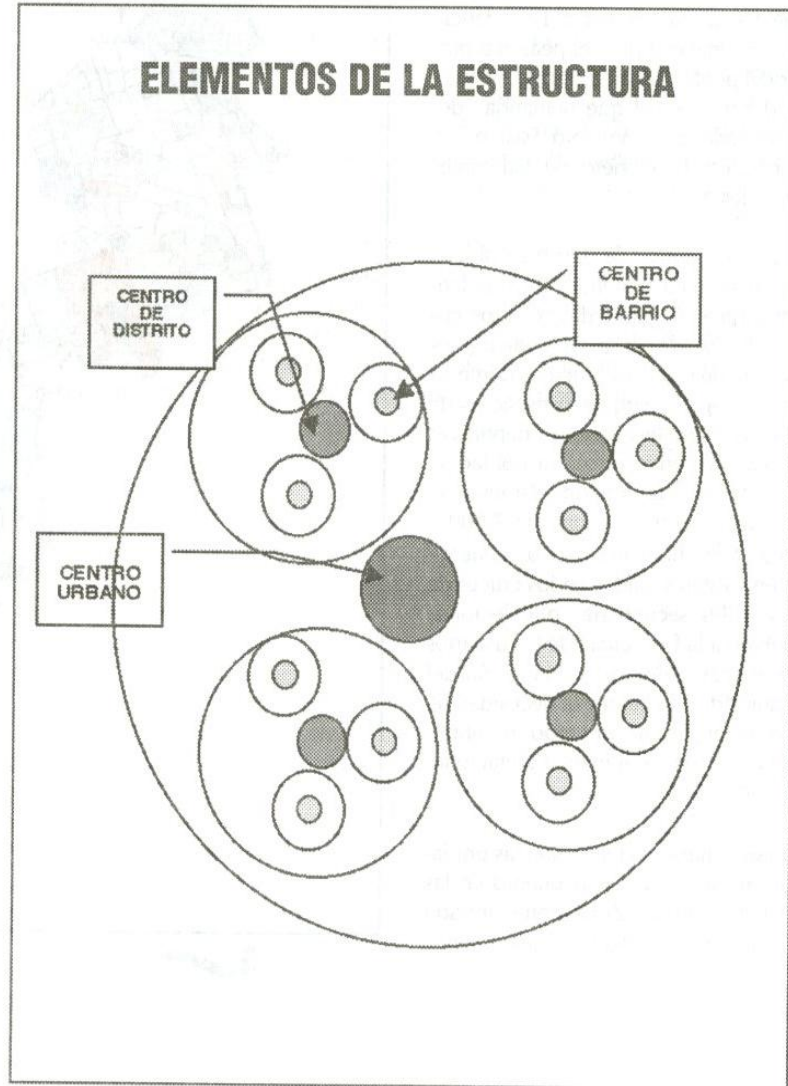 ELEMENTOS DE LA ESTRUCTURA
CENTRO
DE
DISTRITO
CENTRO
DE
BARRIO
CENTRO
URBANO